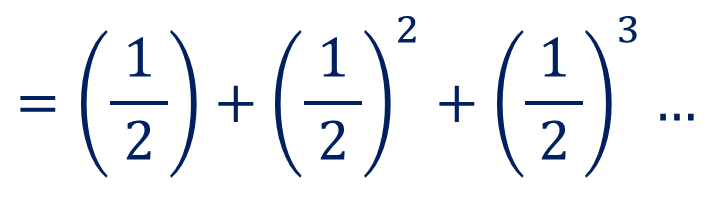 = (1/2) + (1/2)² + (1/2)³ ...